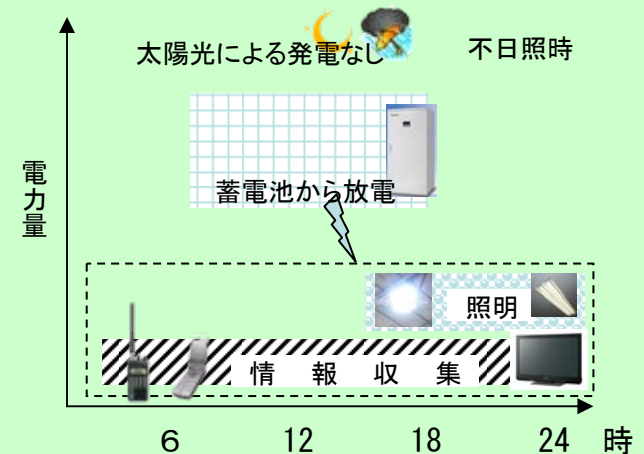 太陽光による発電なし
不日照時
電力量
蓄電池から放電
照明
情報収集
6 12 18 24 時